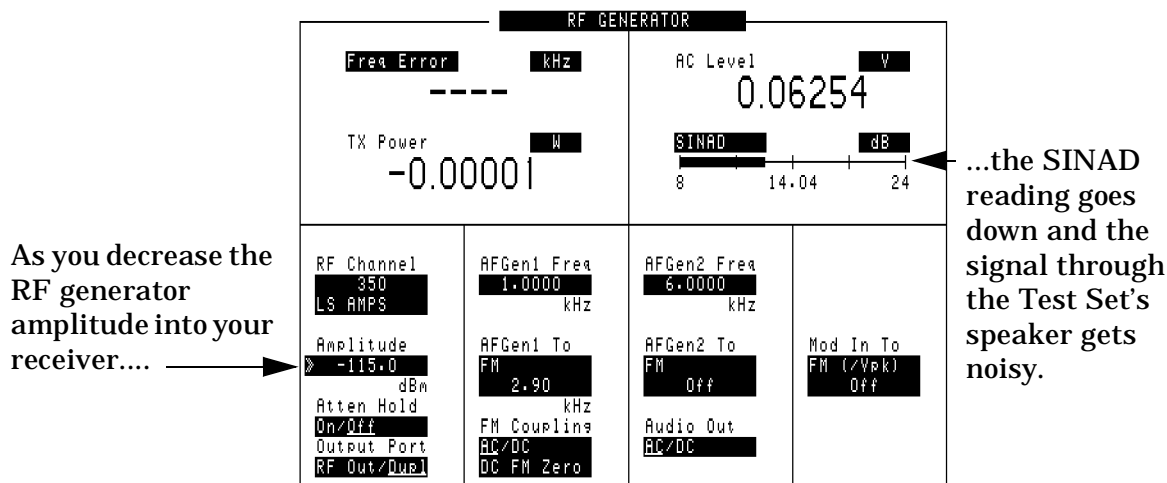 RF GENERATOR
Freq Error kHz
----
TX Power W
-0.00001
AC Level V
0.06254
SINAD dB
8 14.04 24
...the SINAD
reading goes
down and the
signal through
the Test Set's
speaker gets
noisy.
As you decrease the
RF generator
amplitude into your
receiver....
RF Channel
350
LS AMPS
Amplitude
-115.0
dBm
Atten Hold
On/Off
Output Port
RF Out/Dupl
AFGen1 Freq
1.0000
kHz
AFGen1 To
FM
2.90
kHz
FM Coupling
AC/DC
DC FM Zero
AFGen2 Freq
6.0000
kHz
AFGen2 To
FM
Off
Audio Out
AC/DC
Mod In To
FM (/Vpk)
Off